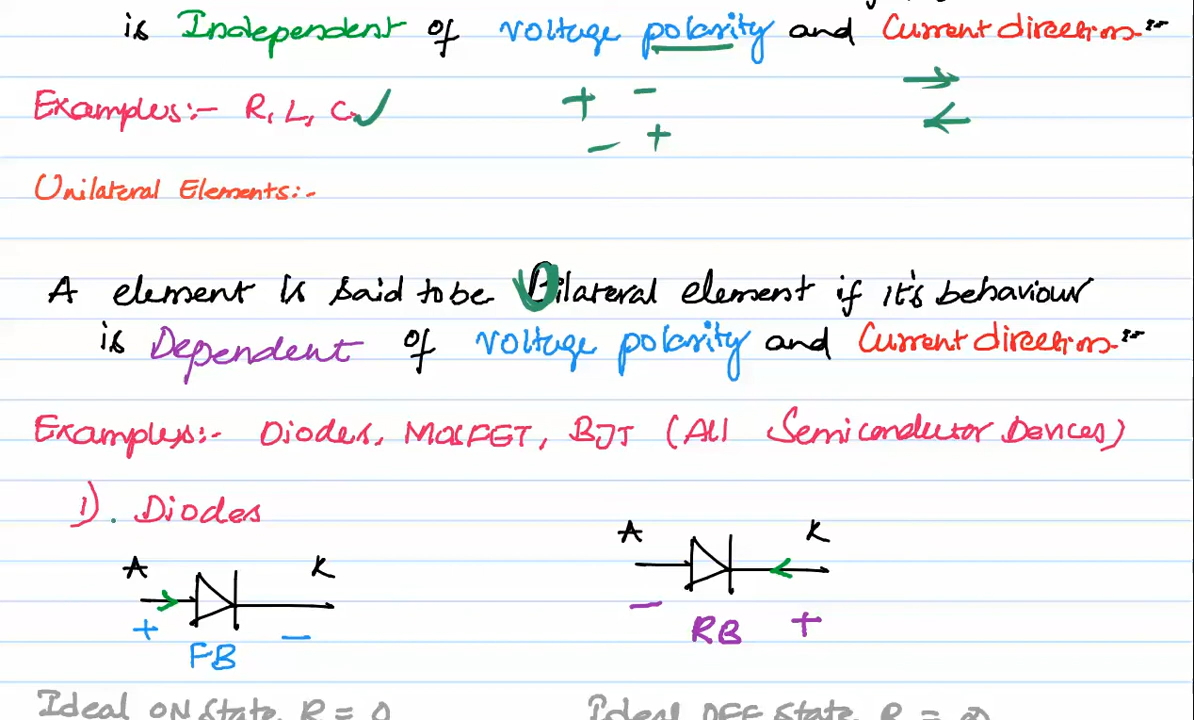 is Independent of voltage polarity and Current directions
+ -
- +
Examples:- R, L, C ✓
Unilateral Elements:-
A element is said to be Unilateral element if it's behaviour
is Dependent of voltage polarity and Current directions
Examples:- Diodes, MOSFET, BJT (All Semiconductor Devices)
1). Diodes
A K
+ -
FB
A K
- +
RB
Ideal ON State R = 0
Ideal OFF State R = ∞